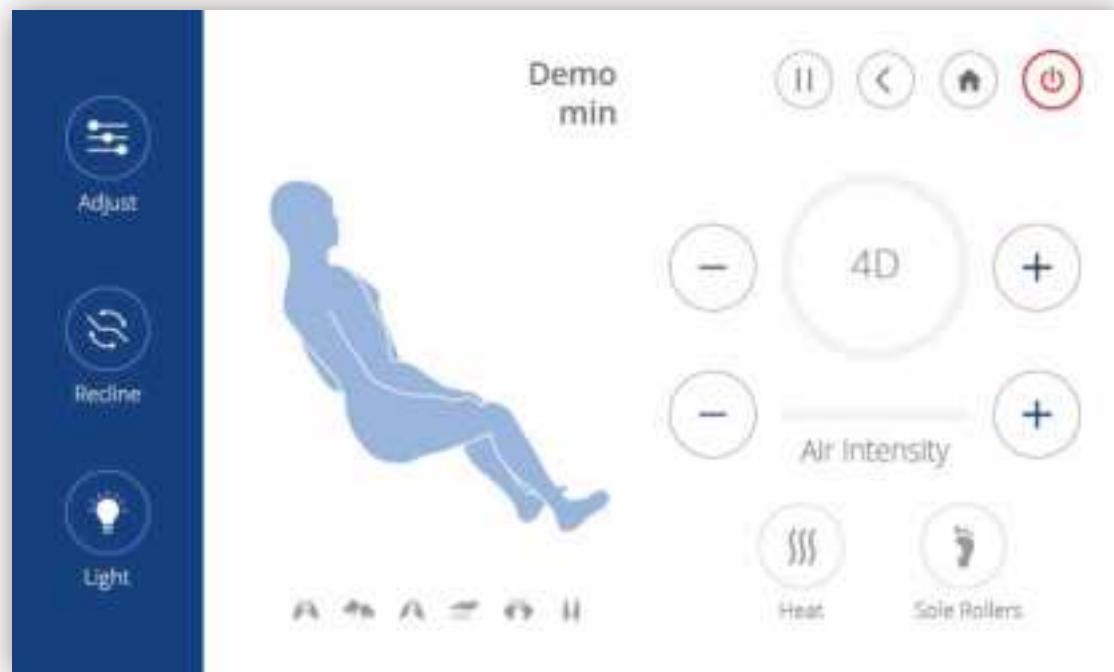 Demo
min
Adjust
4D
Recline
Air Intensity
Light
Heat
Sole Rollers